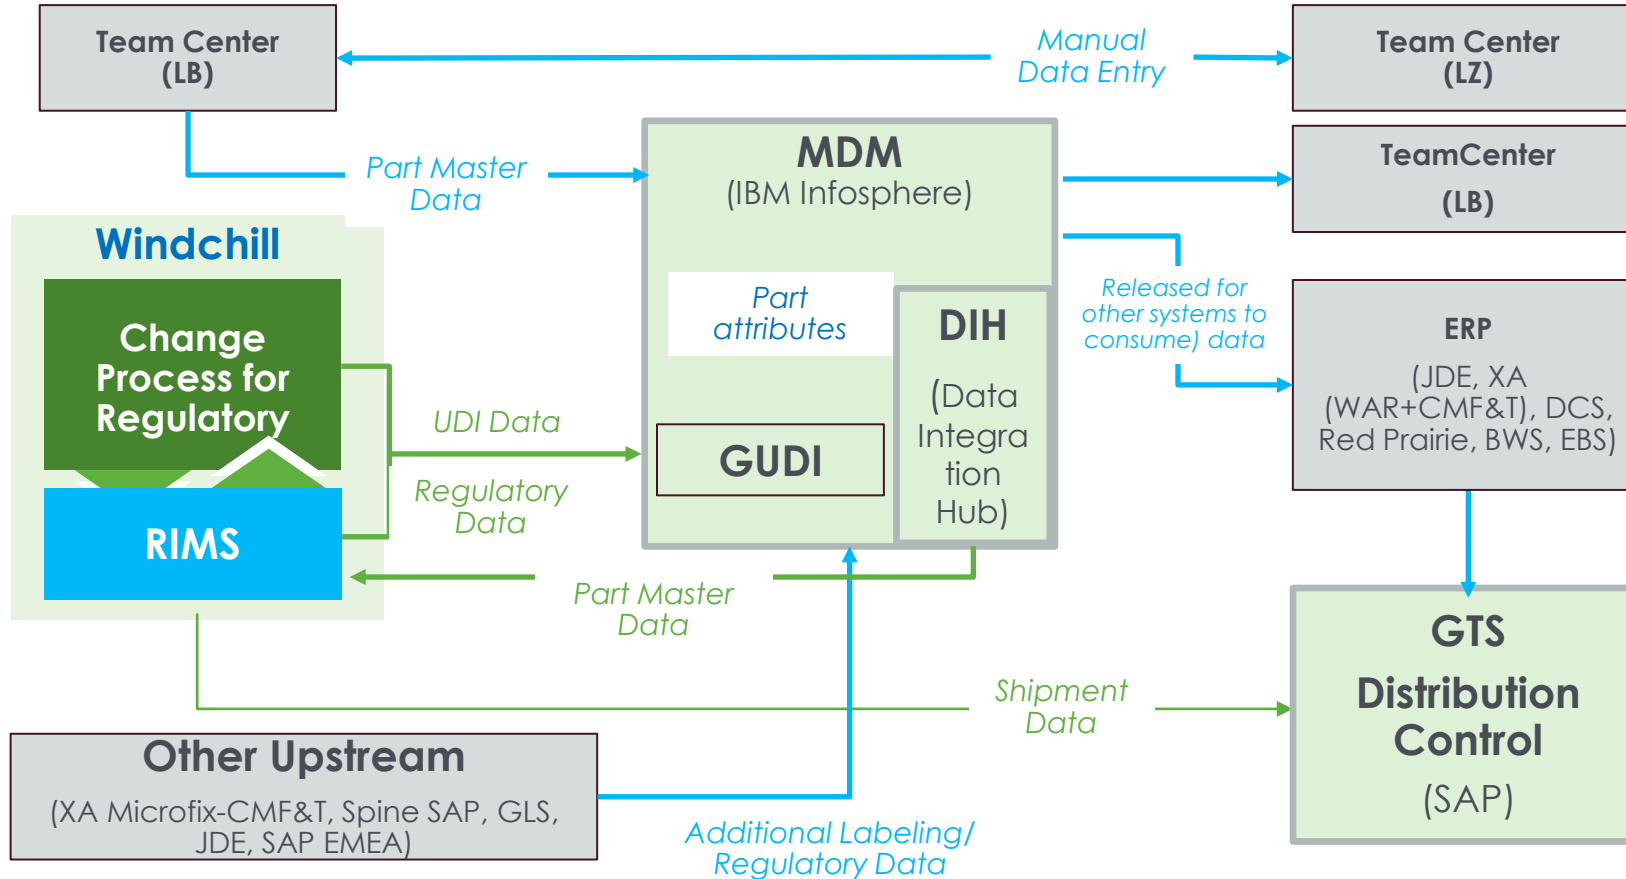 Team Center
(LB)
Manual
Data Entry
Team Center
(LZ)
Part Master
Data
MDM
(IBM Infosphere)
TeamCenter
(LB)
Windchill
Change
Process for
Regulatory
RIMS
UDI Data
Regulatory
Data
Part
attributes
GUDI
DIH
(Data
Integra
tion
Hub)
Released for
other systems to
consume) data
ERP
(JDE, XA
(WAR+CMF&T), DCS,
Red Prairie, BWS, EBS)
Part Master
Data
Shipment
Data
GTS
Distribution
Control
(SAP)
Other Upstream
(XA Microfix-CMF&T, Spine SAP, GLS,
JDE, SAP EMEA)
Additional Labeling/
Regulatory Data